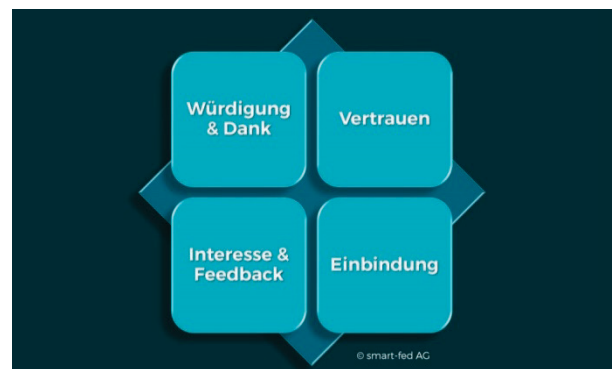 Würdigung
& Dank
Vertrauen
Interesse &
Feedback
Einbindung
© smart-fed AG